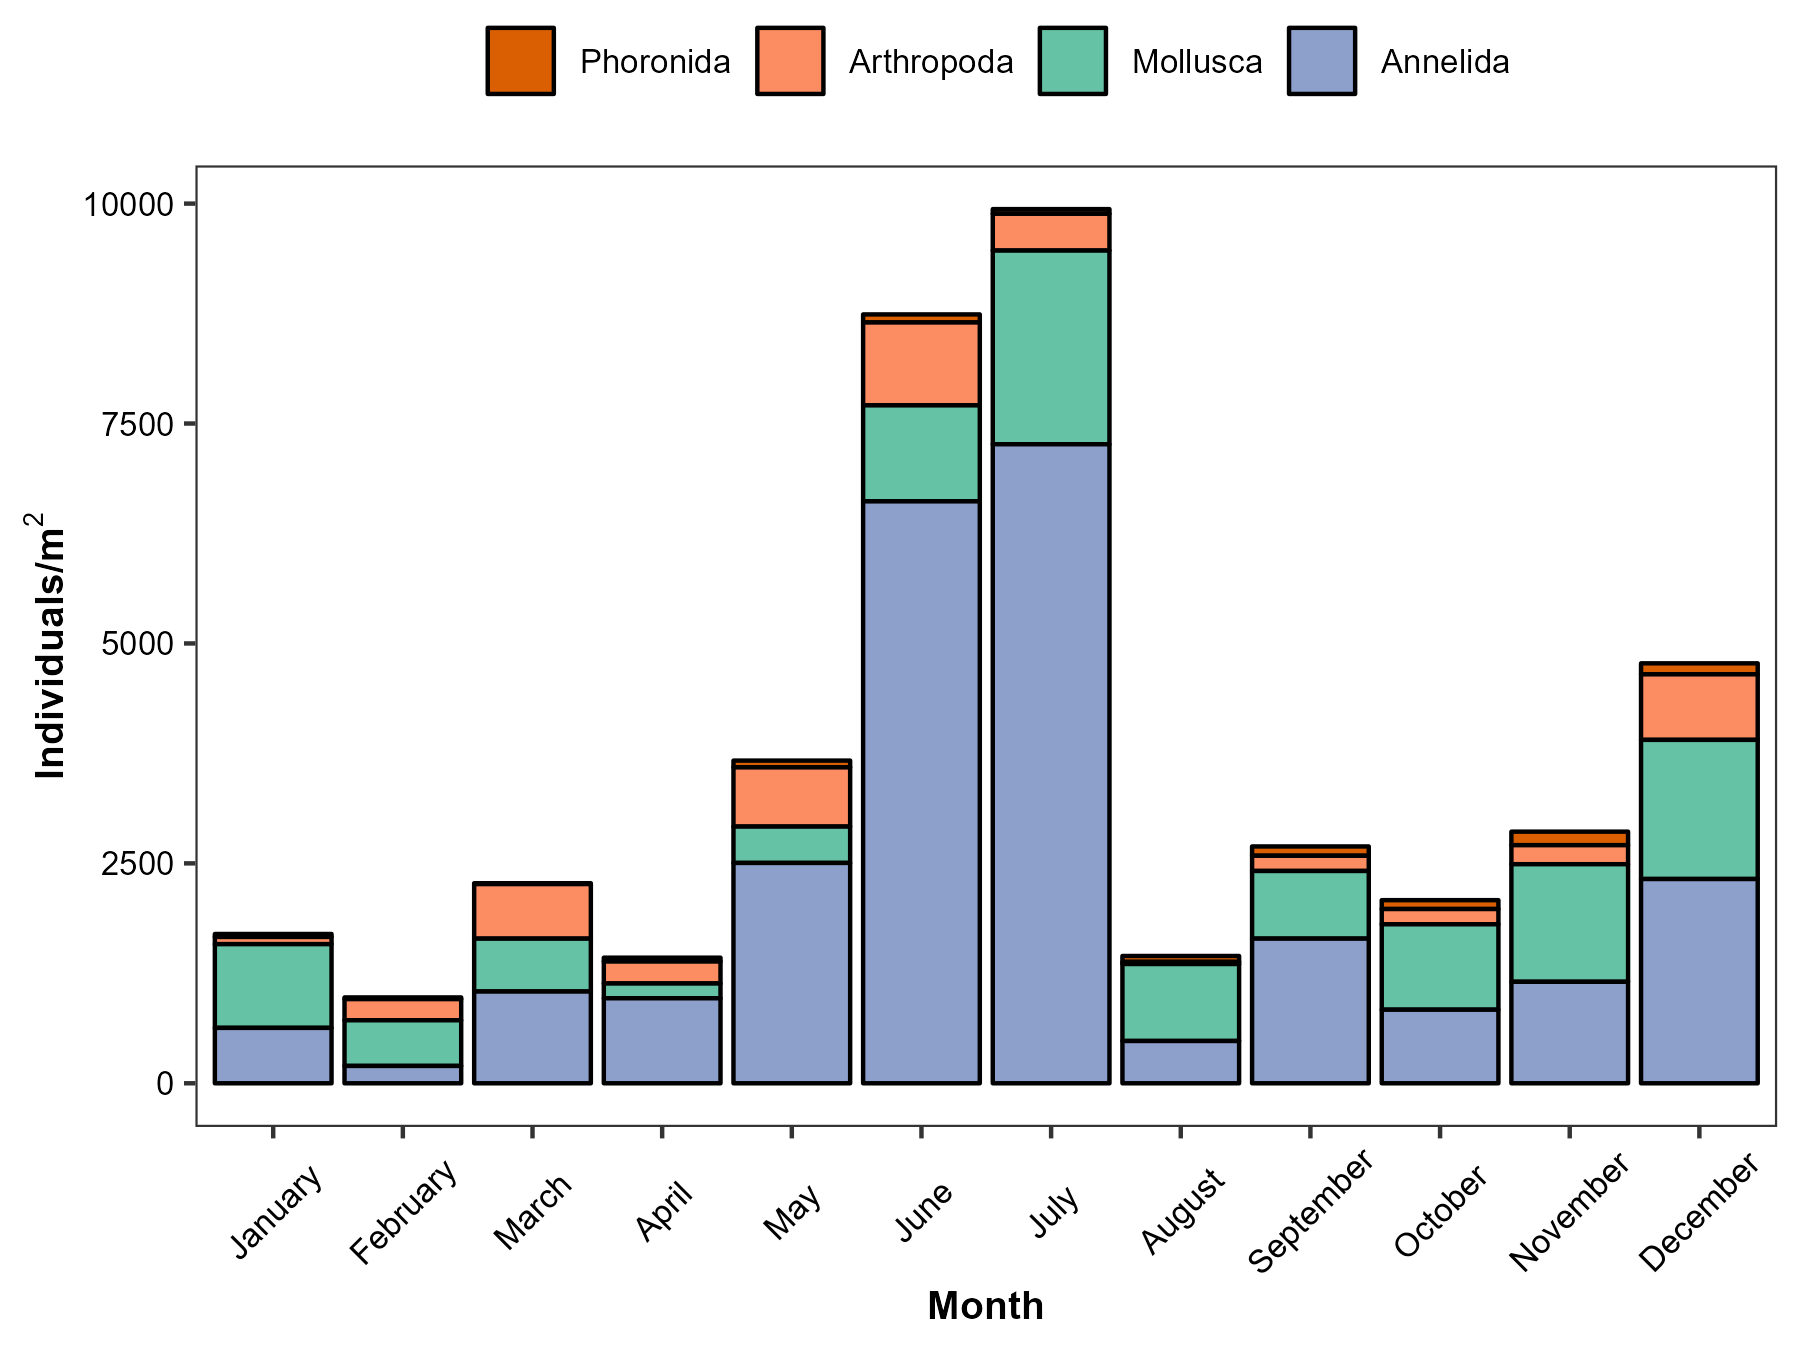 Phoronida Arthropoda Mollusca Annelida
Individuals/m²
10000
7500
5000
2500
0
January February March April May June July August September October November December
Month